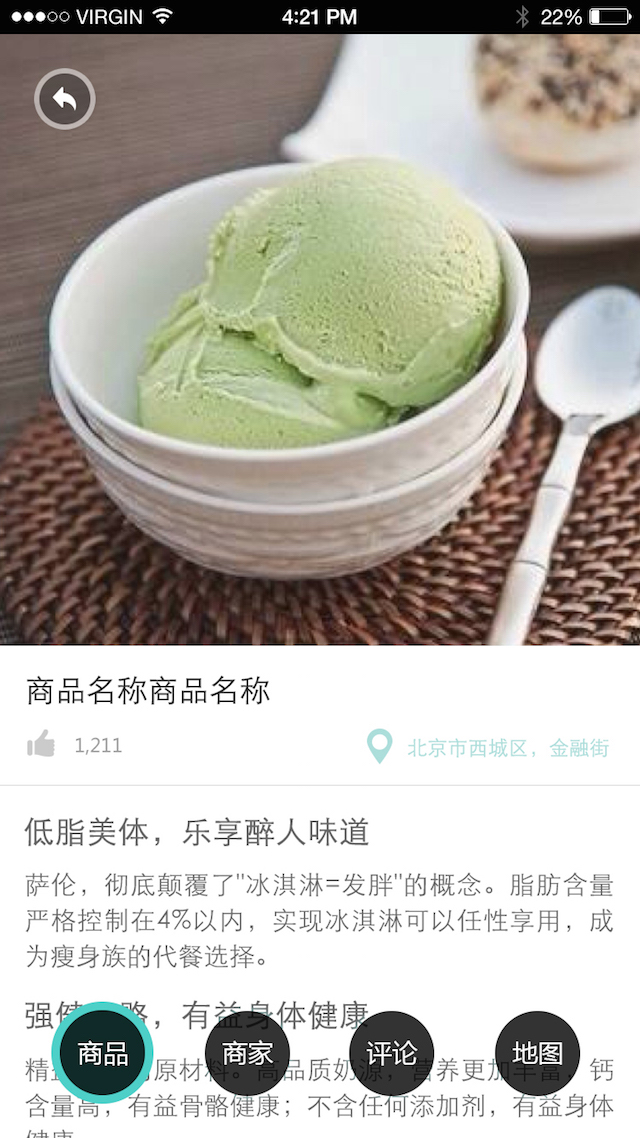 VIRGIN 4:21 PM 22%
商品名称商品名称
1,211 北京市西城区，金融街
低脂美体，乐享醉人味道
萨伦，彻底颠覆了"冰淇淋=发胖"的概念。脂肪含量
严格控制在4%以内，实现冰淇淋可以任性享用，成
为瘦身族的代餐选择。
强健 骼，有益身体健康
精 原材料。高品质奶源，营养更加丰富，钙
含量高，有益骨骼健康；不含任何添加剂，有益身体
健康
商品 商家 评论 地图